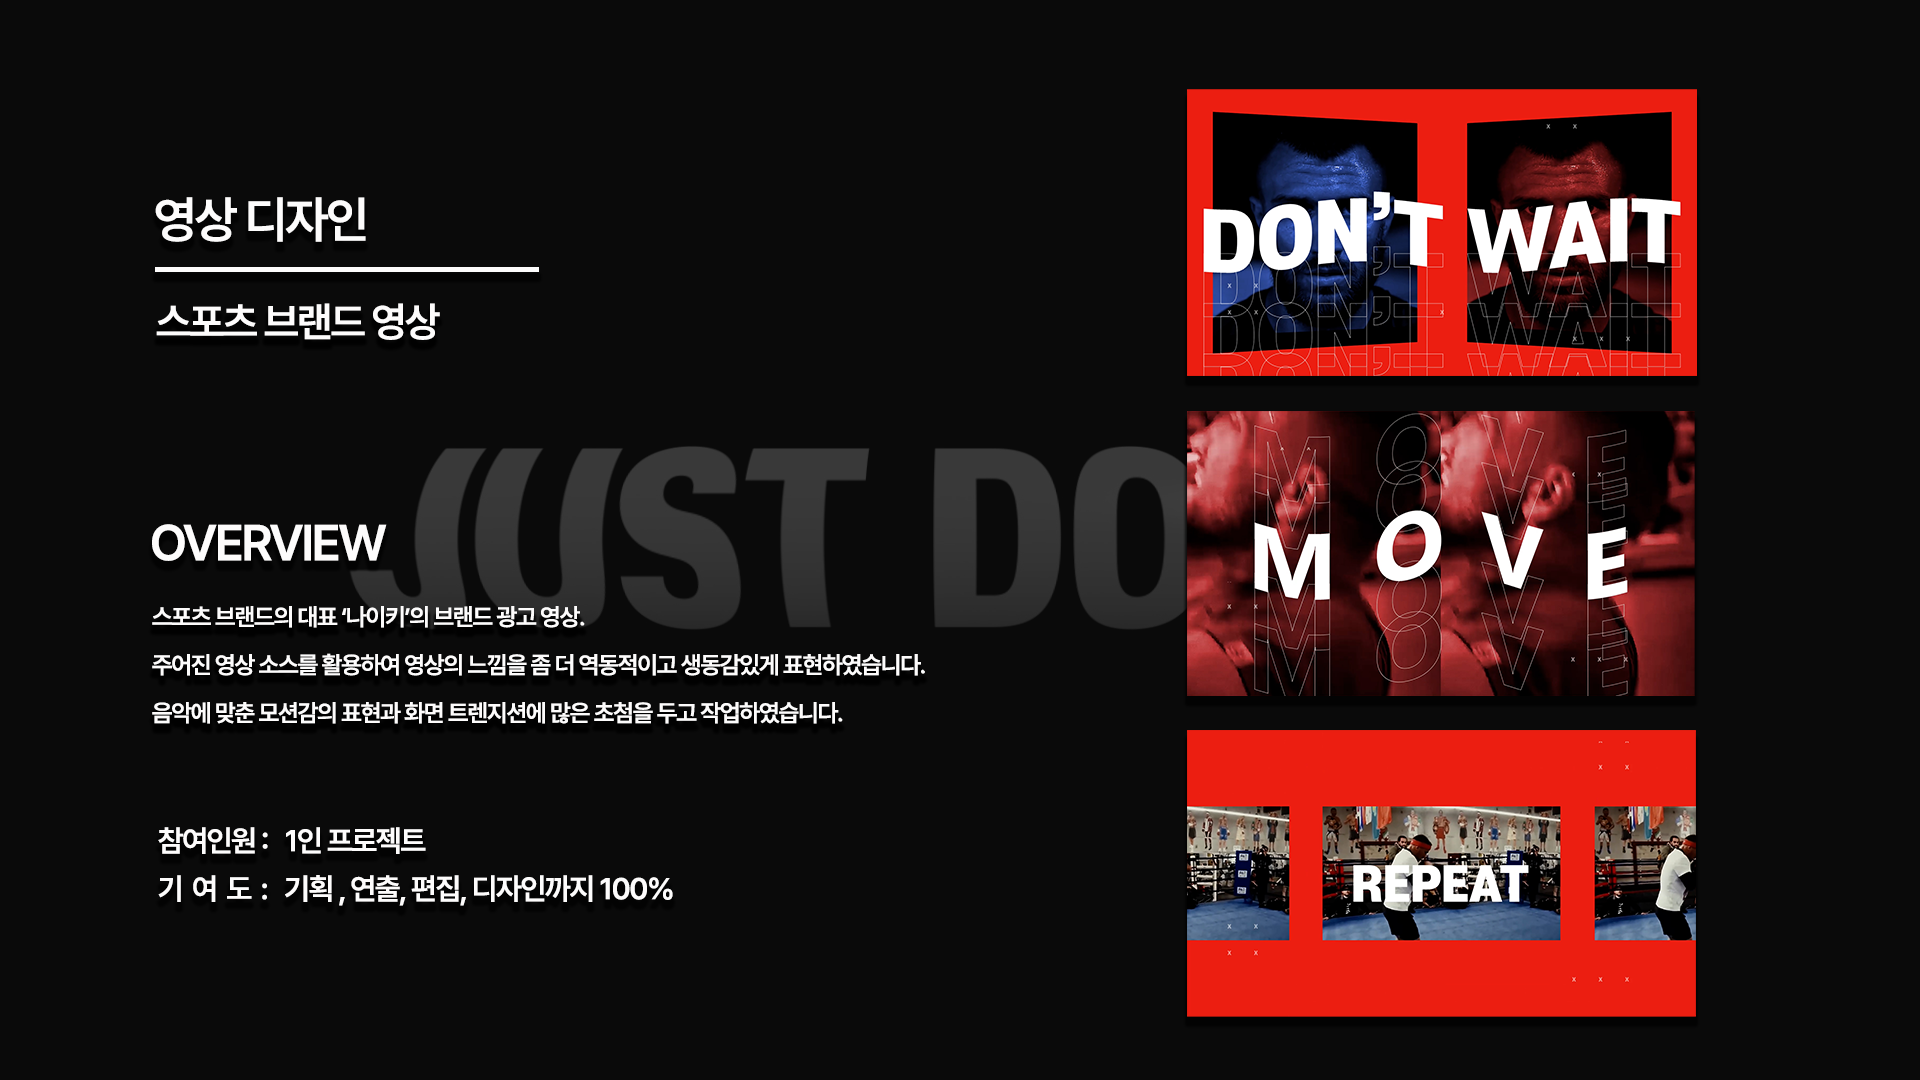 영상 디자인
스포츠 브랜드 영상
JUST DO
OVERVIEW
스포츠 브랜드의 대표 ‘나이키’의 브랜드 광고 영상.
주어진 영상 소스를 활용하여 영상의 느낌을 좀 더 역동적이고 생동감있게 표현하였습니다.
음악에 맞춘 모션감의 표현과 화면 트렌지션에 많은 초첨을 두고 작업하였습니다.
참여인원 : 1인 프로젝트
기 여 도 : 기획 , 연출, 편집, 디자인까지 100%
DON’T WAIT
DON’T WAIT
DON’T WAIT
DON’T WAIT
MOVE
REPEAT